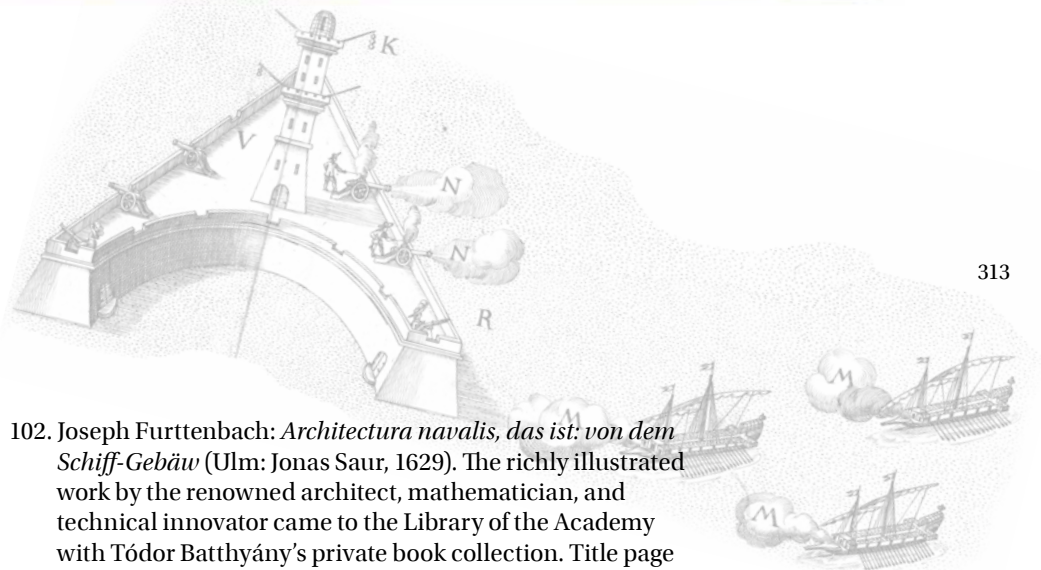 K
V
N
N
313
R
M
M
102. Joseph Furttenbach: Architectura navalis, das ist: von dem
Schiff-Gebäw (Ulm: Jonas Saur, 1629). The richly illustrated
work by the renowned architect, mathematician, and
technical innovator came to the Library of the Academy
with Tódor Batthyány’s private book collection. Title page
M